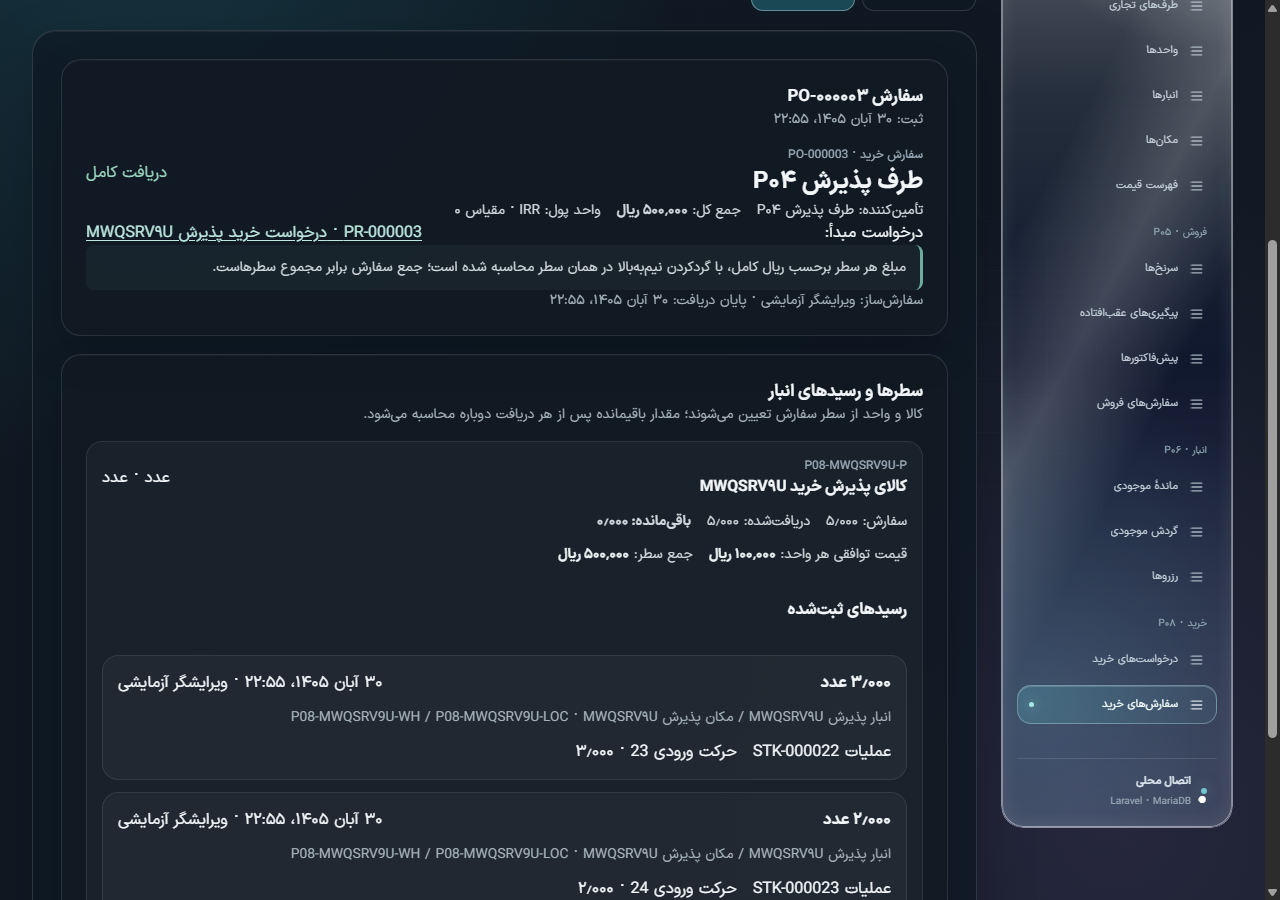 سفارش PO-۰۰۰۰۰۳
ثبت: ۳۰ آبان ۱۴۰۵، ۲۲:۵۵
سفارش خرید · PO-000003
طرف پذیرش P۰۴
دریافت کامل
تأمین‌کننده: طرف پذیرش P۰۴ جمع کل: ۵۰۰٬۰۰۰ ریال واحد پول: IRR · مقیاس ۰
درخواست مبدأ: PR-000003 · درخواست خرید پذیرش MWQSRV۹U
مبلغ هر سطر برحسب ریال کامل، با گردکردن نیم‌به‌بالا در همان سطر محاسبه شده است؛ جمع سفارش برابر مجموع سطرهاست.
سفارش‌ساز: ویرایشگر آزمایشی · پایان دریافت: ۳۰ آبان ۱۴۰۵، ۲۲:۵۵
سطرها و رسیدهای انبار
کالا و واحد از سطر سفارش تعیین می‌شوند؛ مقدار باقیمانده پس از هر دریافت دوباره محاسبه می‌شود.
P08-MWQSRV9U-P
کالای پذیرش خرید MWQSRV۹U
عدد · عدد
سفارش: ۵٫۰۰۰ دریافت‌شده: ۵٫۰۰۰ باقی‌مانده: ۰٫۰۰۰
قیمت توافقی هر واحد: ۱۰۰٬۰۰۰ ریال جمع سطر: ۵۰۰٬۰۰۰ ریال
رسیدهای ثبت‌شده
۳٫۰۰۰ عدد ۳۰ آبان ۱۴۰۵، ۲۲:۵۵ · ویرایشگر آزمایشی
انبار پذیرش MWQSRV۹U / مکان پذیرش MWQSRV۹U · P08-MWQSRV9U-WH / P08-MWQSRV9U-LOC
عملیات STK-000022 حرکت ورودی 23 · ۳٫۰۰۰
۲٫۰۰۰ عدد ۳۰ آبان ۱۴۰۵، ۲۲:۵۵ · ویرایشگر آزمایشی
انبار پذیرش MWQSRV۹U / مکان پذیرش MWQSRV۹U · P08-MWQSRV9U-WH / P08-MWQSRV9U-LOC
عملیات STK-000023 حرکت ورودی 24 · ۲٫۰۰۰
طرف‌های تجاری
واحدها
انبارها
مکان‌ها
فهرست قیمت
فروش · P۰۵
سرنخ‌ها
پیگیری‌های عقب‌افتاده
پیش‌فاکتورها
سفارش‌های فروش
انبار · P۰۶
ماندهٔ موجودی
گردش موجودی
رزروها
خرید · P۰۸
درخواست‌های خرید
سفارش‌های خرید
اتصال محلی
Laravel · MariaDB